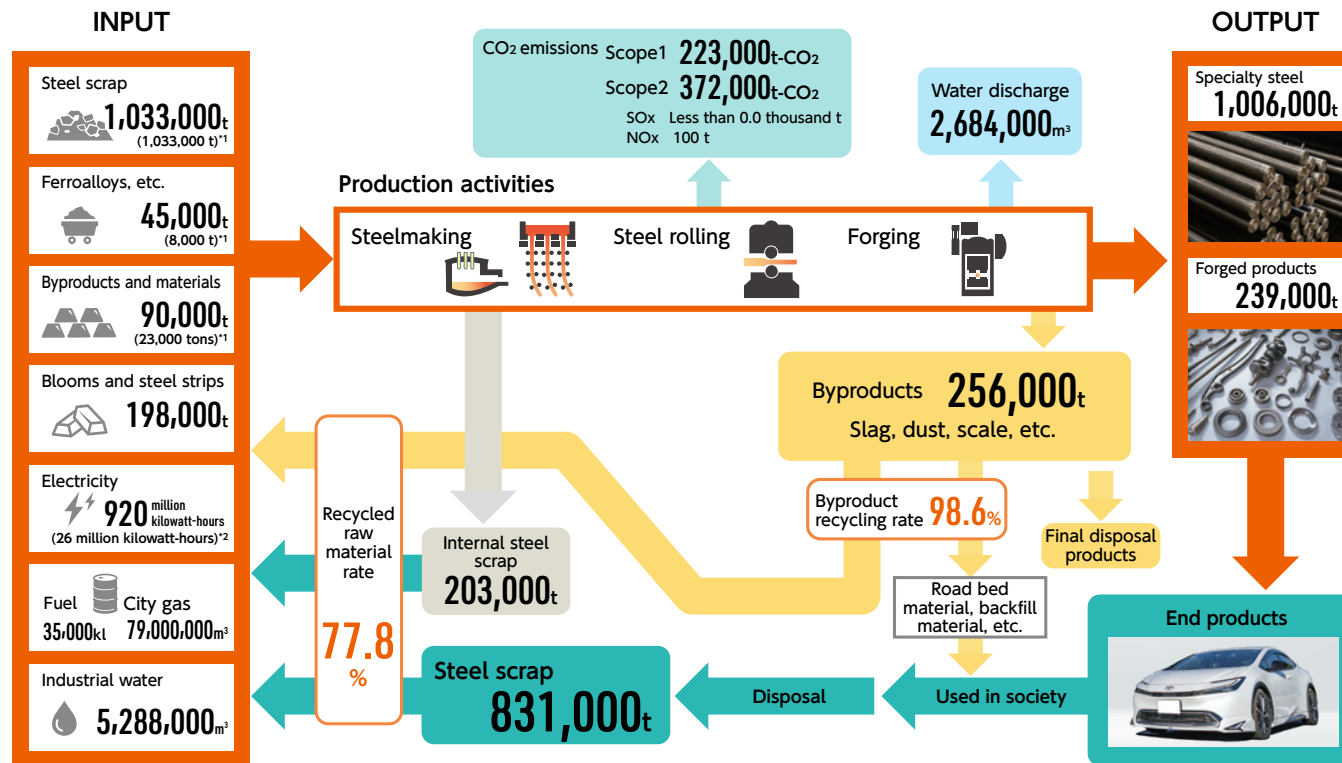 INPUT
Steel scrap
1,033,000t
(1,033,000 t)*1
Ferroalloys, etc.
45,000t
(8,000 t)*1
Byproducts and materials
90,000t
(23,000 tons)*1
Blooms and steel strips
198,000t
Electricity
920 million kilowatt-hours
(26 million kilowatt-hours)*2
Fuel
35,000kl
City gas
79,000,000m³
Industrial water
5,288,000m³
CO₂ emissions
Scope1 223,000t-CO₂
Scope2 372,000t-CO₂
SOx Less than 0.0 thousand t
NOx 100 t
Water discharge
2,684,000m³
Production activities
Steelmaking
Steel rolling
Forging
Byproducts 256,000t
Slag, dust, scale, etc.
Byproduct
recycling rate 98.6%
Final disposal
products
Road bed
material, backfill
material, etc.
Recycled
raw
material
rate
77.8
%
Internal steel
scrap
203,000t
Steel scrap
831,000t
Disposal
Used in society
OUTPUT
Specialty steel
1,006,000t
Forged products
239,000t
End products